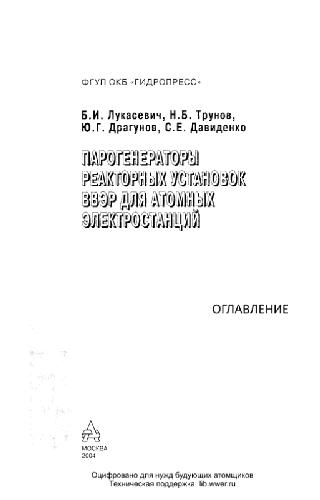 ФГУП ОКБ «ГИДРОПРЕСС»
Б.И. Лукасевич, Н.Б. Трунов,
Ю.Г. Драгунов, С.Е. Давиденко
ПАРОГЕНЕРАТОРЫ
РЕАКТОРНЫХ УСТАНОВОК
ВВЭР ДЛЯ АТОМНЫХ
ЭЛЕКТРОСТАНЦИЙ
ОГЛАВЛЕНИЕ
МОСКВА
2004
Оцифровано для нужд будующих атомщиков
Техническая поддержка: lib.wwer.ru